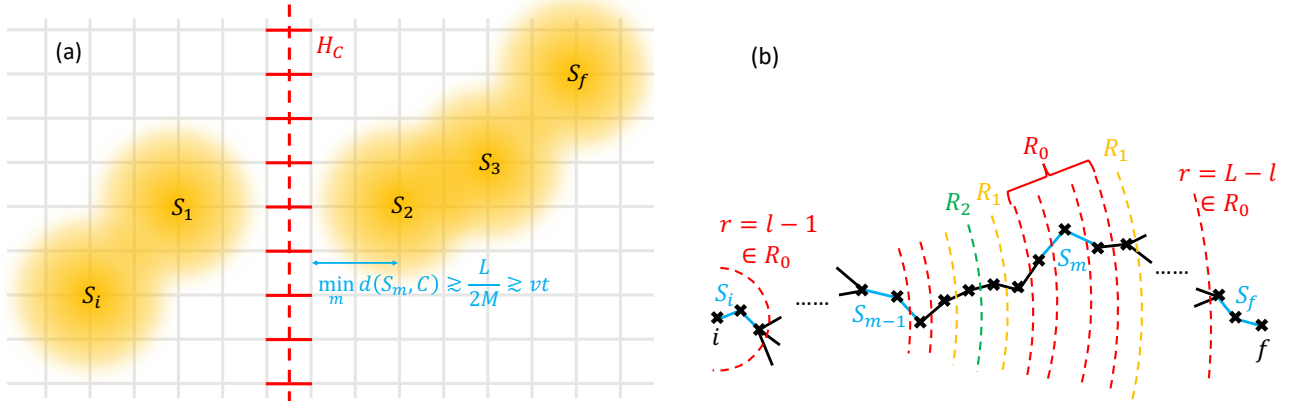 (a)
H_C
S_f
S_3
S_1
S_2
S_i
min_m d(S_m, C) ≳ L/2M ≳ vt
(b)
R_0
R_1
r = L − l
∈ R_0
R_2
R_1
r = l − 1
∈ R_0
S_m
......
S_i
......
S_{m−1}
S_f
i
f